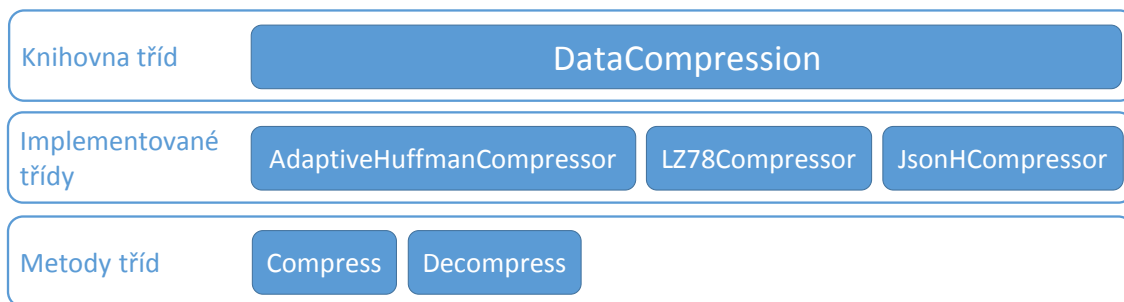 Knihovna tříd
DataCompression
Implementované
třídy
AdaptiveHuffmanCompressor
LZ78Compressor
JsonHCompressor
Metody tříd
Compress
Decompress